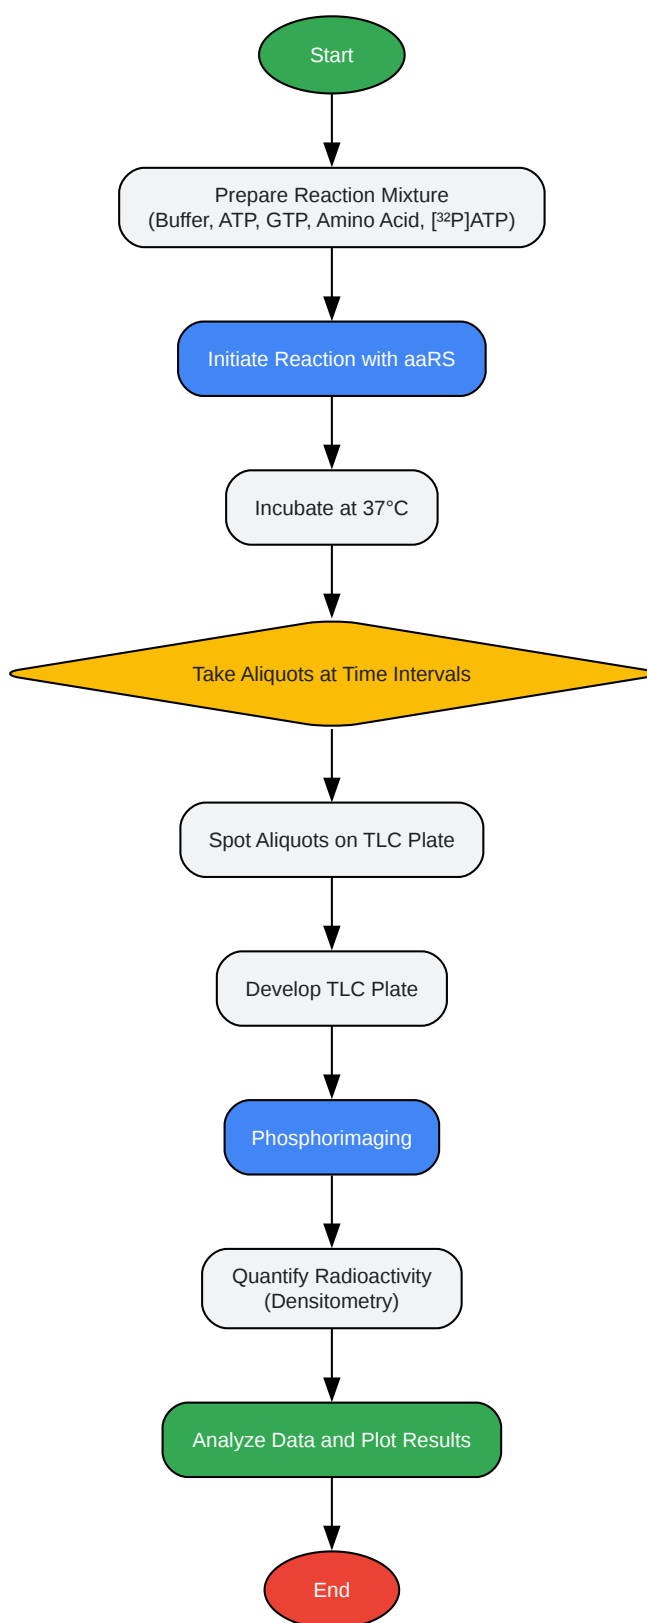 Start
Prepare Reaction Mixture
(Buffer, ATP, GTP, Amino Acid, [³²P]ATP)
Initiate Reaction with aaRS
Incubate at 37°C
Take Aliquots at Time Intervals
Spot Aliquots on TLC Plate
Develop TLC Plate
Phosphorimaging
Quantify Radioactivity
(Densitometry)
Analyze Data and Plot Results
End